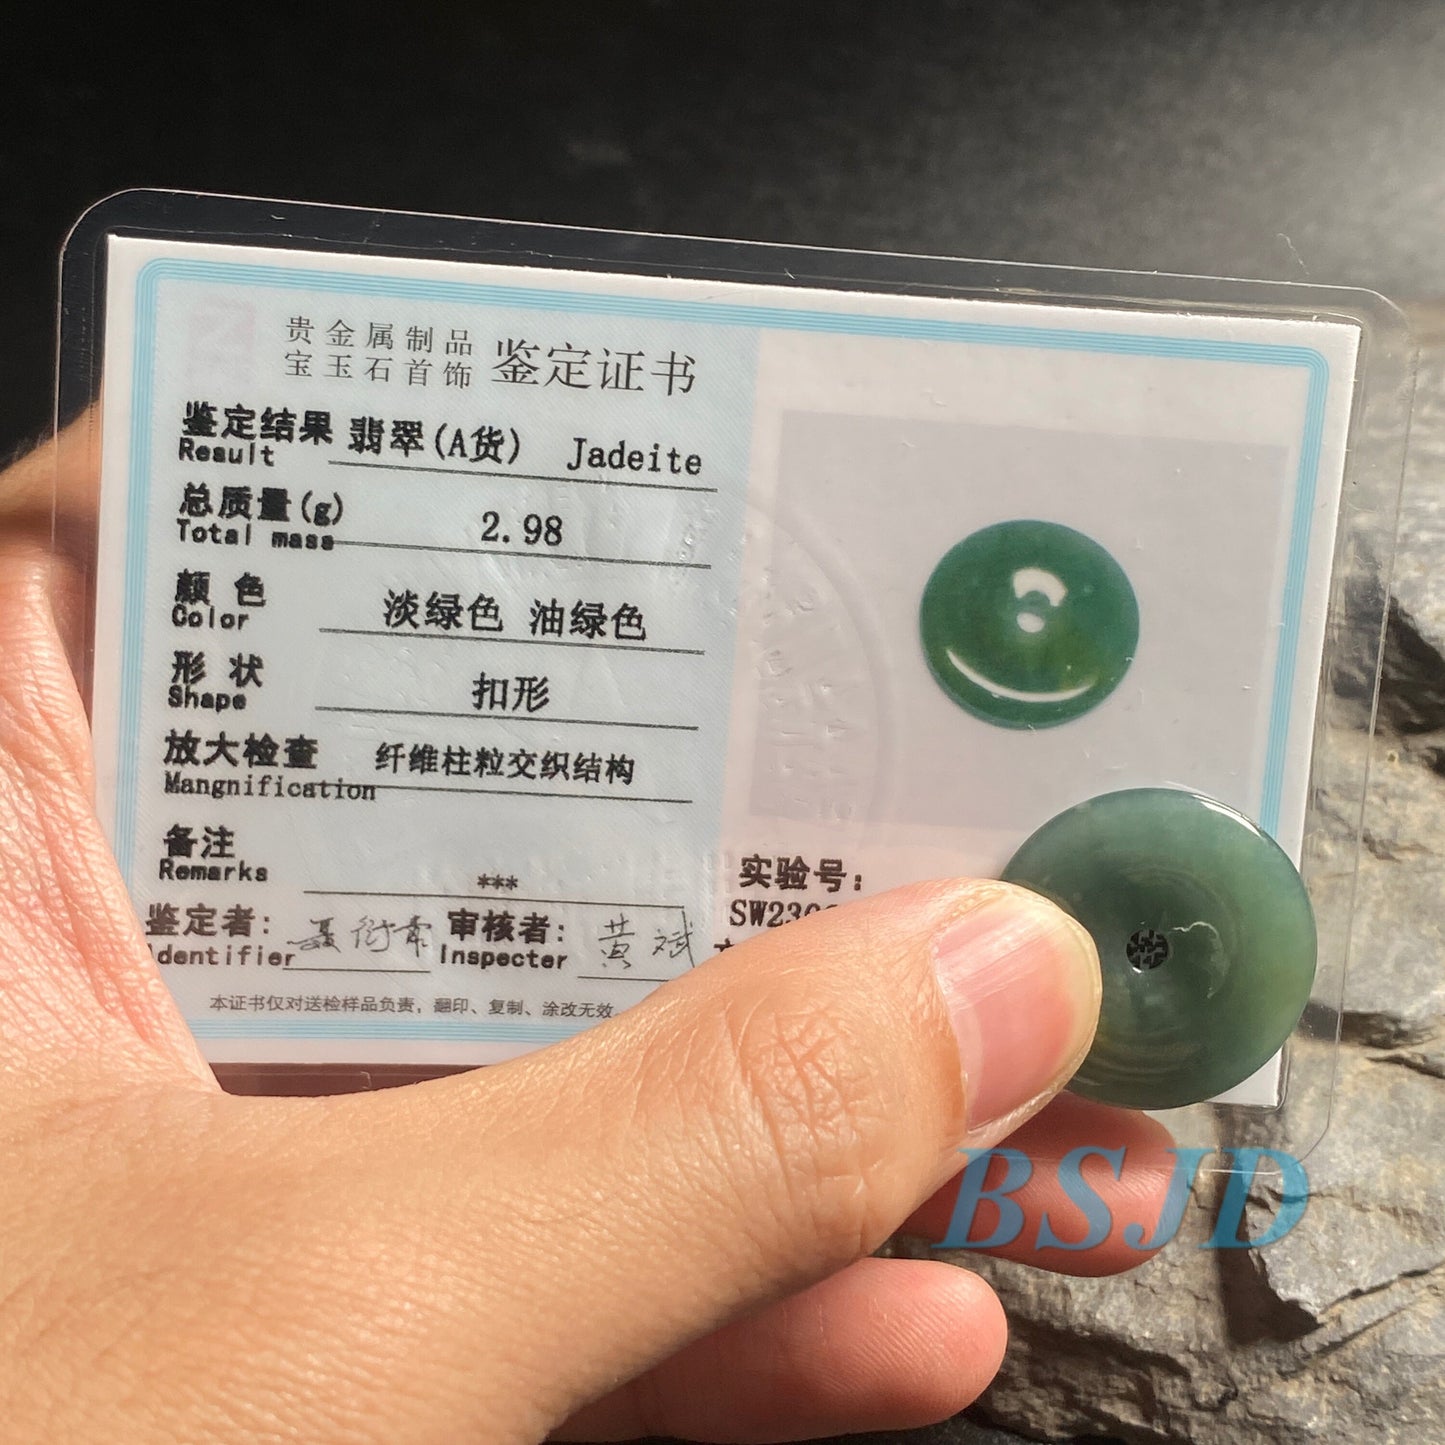 贵金属制品
宝玉石首饰 鉴定证书
鉴定结果 翡翠(A货) Jadeite
Result
总质量(g) 2.98
Total mass
颜 色 淡绿色 油绿色
Color
形 状 扣形
Shape
放大检查 纤维柱粒交织结构
Mangnification
备注
Remarks ***
实验号:
SW230
鉴定者: 审核者: 黄斌
Identifier Inspecter
本证书仅对送检样品负责，翻印、复制、涂改无效。
BSJD